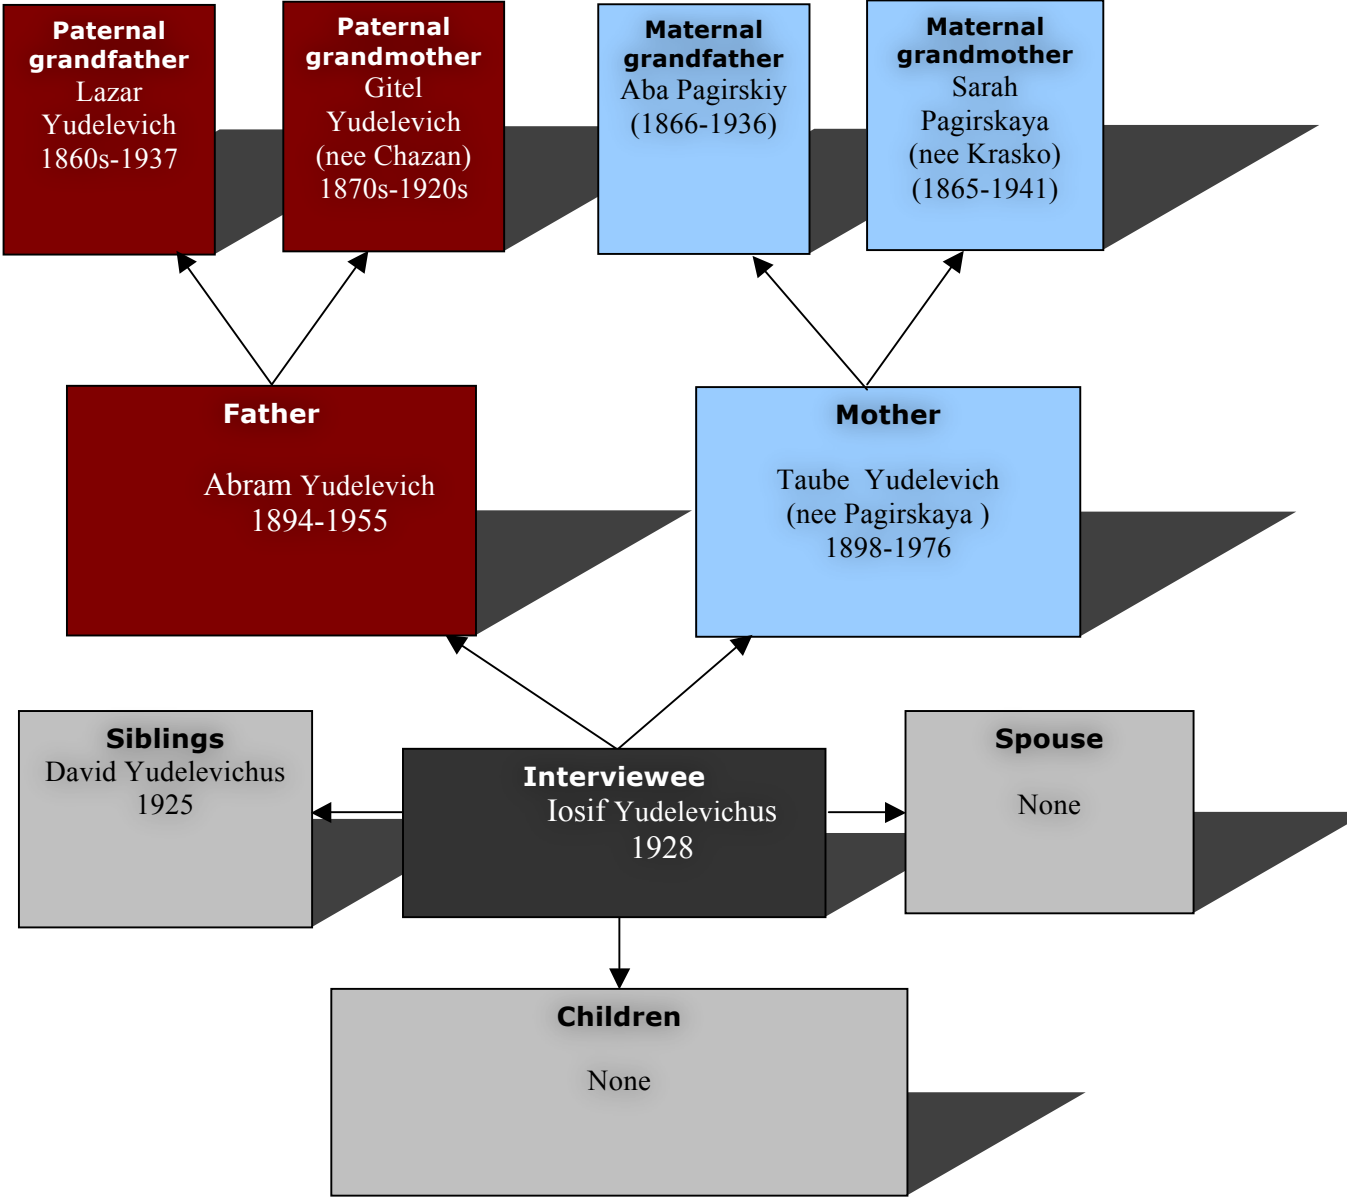 Paternal
grandfather
Lazar
Yudelevich
1860s-1937
Paternal
grandmother
Gitel
Yudelevich
(nee Chazan)
1870s-1920s
Maternal
grandfather
Aba Pagirskiy
(1866-1936)
Maternal
grandmother
Sarah
Pagirskaya
(nee Krasko)
(1865-1941)
Father
Abram Yudelevich
1894-1955
Mother
Taube Yudelevich
(nee Pagirskaya )
1898-1976
Siblings
David Yudelevichus
1925
Interviewee
Iosif Yudelevichus
1928
Spouse
None
Children
None